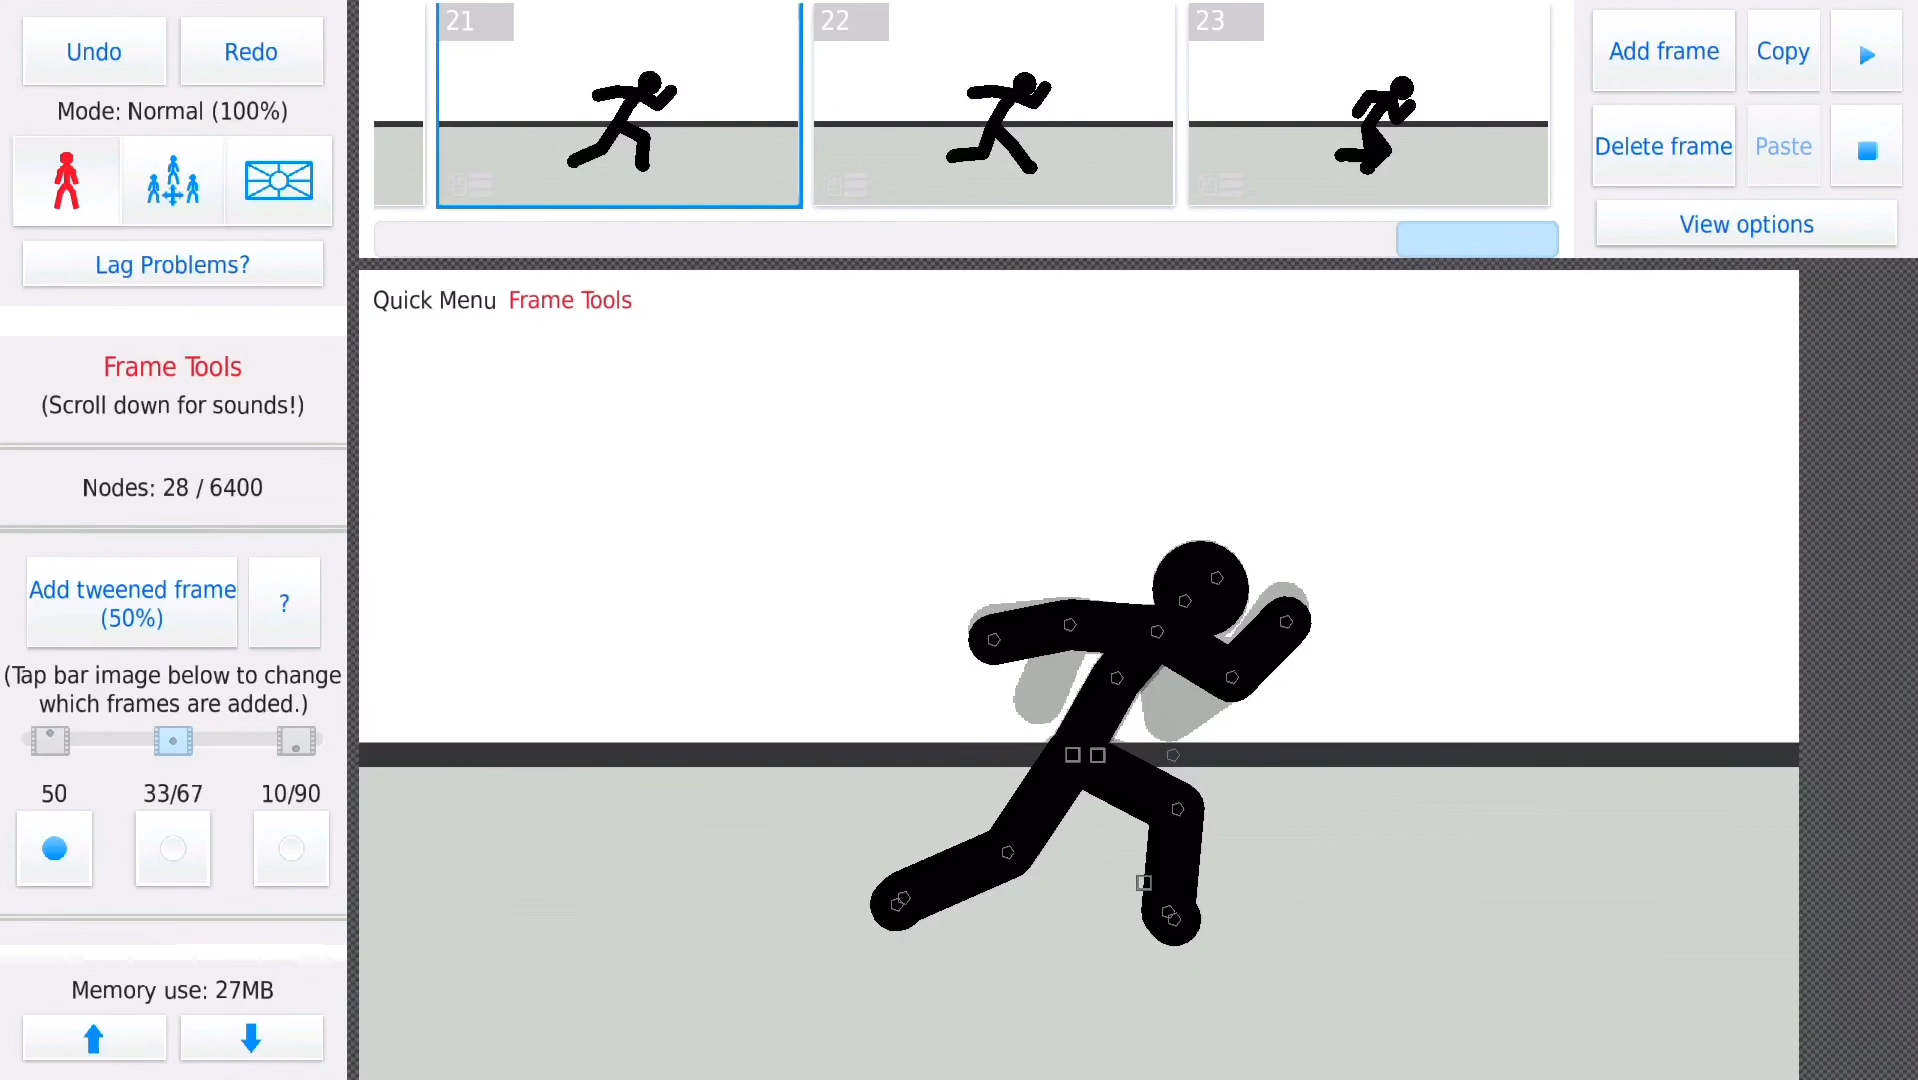 Undo
Redo
Mode: Normal (100%)
Lag Problems?
21
22
23
Add frame
Copy
Delete frame
Paste
View options
Quick Menu Frame Tools
Frame Tools
(Scroll down for sounds!)
Nodes: 28 / 6400
Add tweened frame
(50%)
?
(Tap bar image below to change
which frames are added.)
50
33/67
10/90
Memory use: 27MB